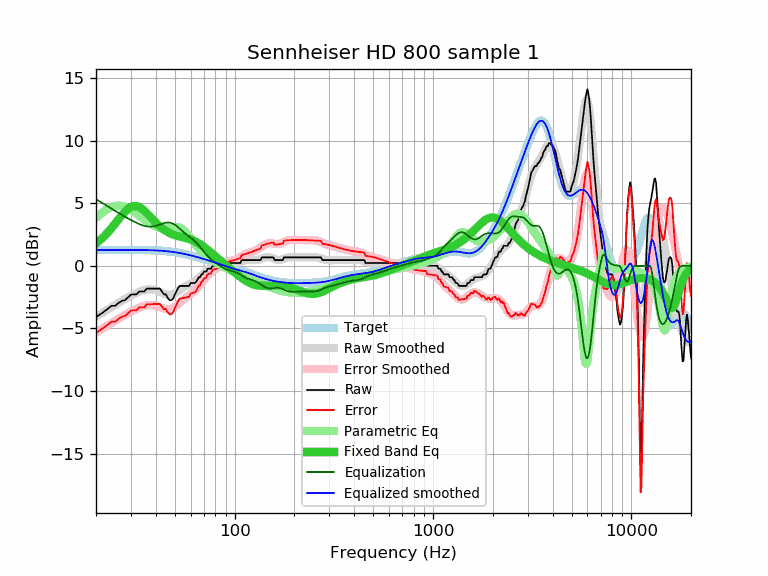 Sennheiser HD 800 sample 1
15
10
5
0
−5
−10
−15
Amplitude (dBr)
Target
Raw Smoothed
Error Smoothed
Raw
Error
Parametric Eq
Fixed Band Eq
Equalization
Equalized smoothed
100
1000
10000
Frequency (Hz)